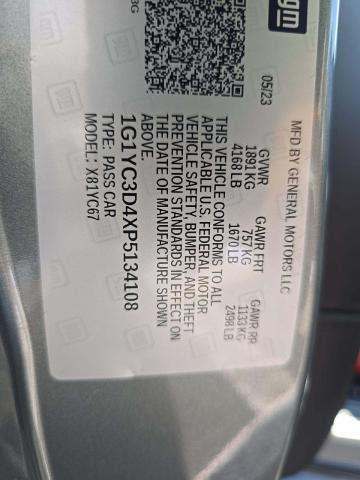 gm
MFD BY GENERAL MOTORS LLC
05/23
GVWR GAWR FRT GAWR RR
1891 KG 757 KG 1133 KG
4168 LB 1670 LB 2498 LB
THIS VEHICLE CONFORMS TO ALL
APPLICABLE U.S. FEDERAL MOTOR
VEHICLE SAFETY, BUMPER, AND THEFT
PREVENTION STANDARDS IN EFFECT ON
THE DATE OF MANUFACTURE SHOWN
ABOVE.
1G1YC3D4XP5134108
TYPE: PASS CAR
MODEL: X81YC67